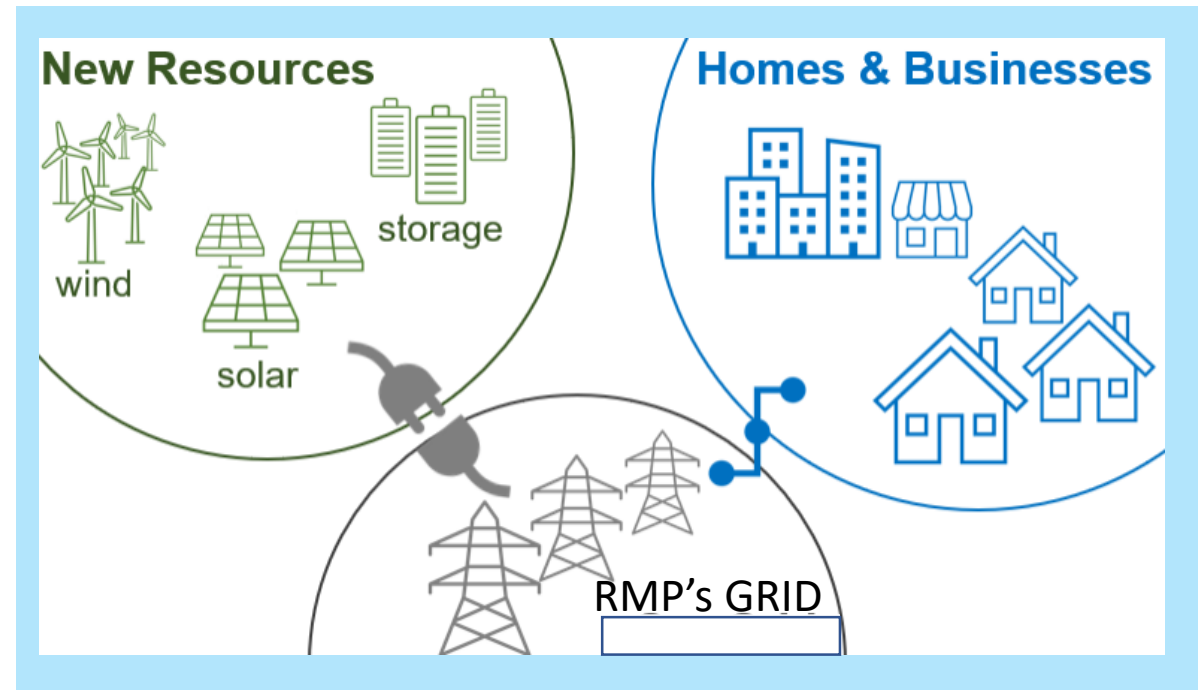 New Resources
Homes & Businesses
storage
wind
solar
RMP's GRID